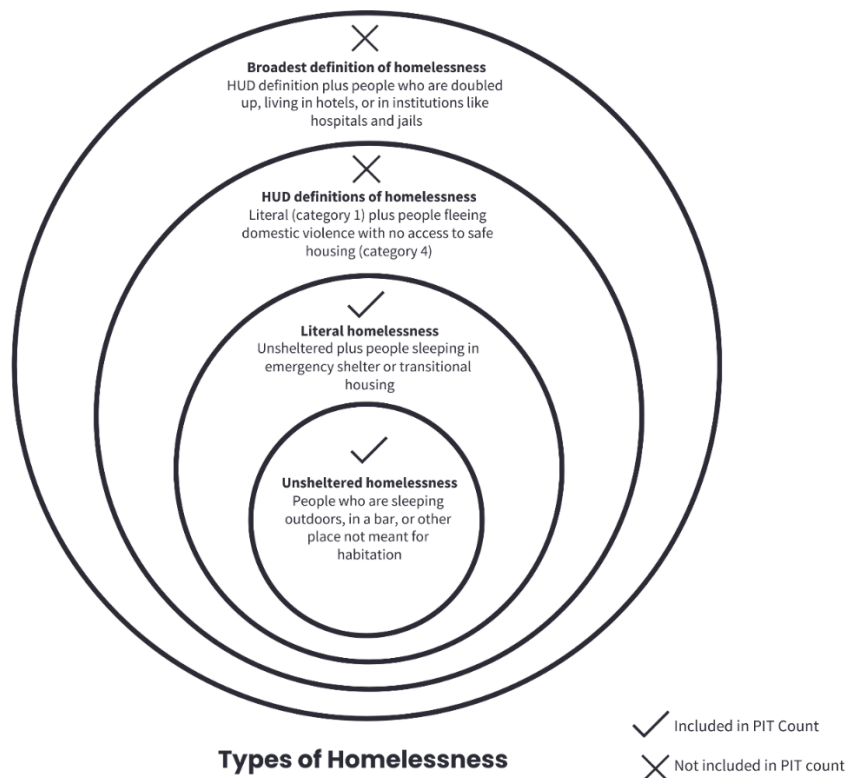 Broadest definition of homelessness
HUD definition plus people who are doubled
up, living in hotels, or in institutions like
hospitals and jails
HUD definitions of homelessness
Literal (category 1) plus people fleeing
domestic violence with no access to safe
housing (category 4)
Literal homelessness
Unsheltered plus people sleeping in
emergency shelter or transitional
housing
Unsheltered homelessness
People who are sleeping
outdoors, in a bar, or other
place not meant for
habitation
Included in PIT Count
Not included in PIT count
Types of Homelessness